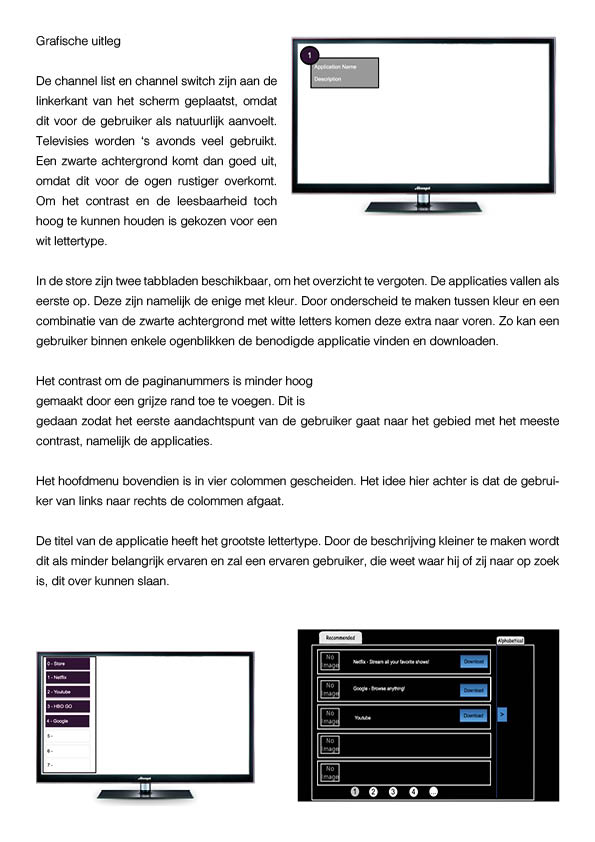 Grafische uitleg
De channel list en channel switch zijn aan de
linkerkant van het scherm geplaatst, omdat
dit voor de gebruiker als natuurlijk aanvoelt.
Televisies worden ‘s avonds veel gebruikt.
Een zwarte achtergrond komt dan goed uit,
omdat dit voor de ogen rustiger overkomt.
Om het contrast en de leesbaarheid toch
hoog te kunnen houden is gekozen voor een
wit lettertype.
1
Application Name
Description
In de store zijn twee tabbladen beschikbaar, om het overzicht te vergoten. De applicaties vallen als
eerste op. Deze zijn namelijk de enige met kleur. Door onderscheid te maken tussen kleur en een
combinatie van de zwarte achtergrond met witte letters komen deze extra naar voren. Zo kan een
gebruiker binnen enkele ogenblikken de benodigde applicatie vinden en downloaden.
Het contrast om de paginanummers is minder hoog
gemaakt door een grijze rand toe te voegen. Dit is
gedaan zodat het eerste aandachtspunt van de gebruiker gaat naar het gebied met het meeste
contrast, namelijk de applicaties.
Het hoofdmenu bovendien is in vier colommen gescheiden. Het idee hier achter is dat de gebrui-
ker van links naar rechts de colommen afgaat.
De titel van de applicatie heeft het grootste lettertype. Door de beschrijving kleiner te maken wordt
dit als minder belangrijk ervaren en zal een ervaren gebruiker, die weet waar hij of zij naar op zoek
is, dit over kunnen slaan.
0 - Store
1 - Netflix
2 - Youtube
3 - HBO GO
4 - Google
5 -
6 -
7 -
Recommended
Alphabetical
No
Image
Netflix - Stream all your favorite shows!
Download
No
Image
Google - Browse anything!
Download
No
Image
Youtube
Download
>
No
Image
No
Image
1 2 3 4 ...